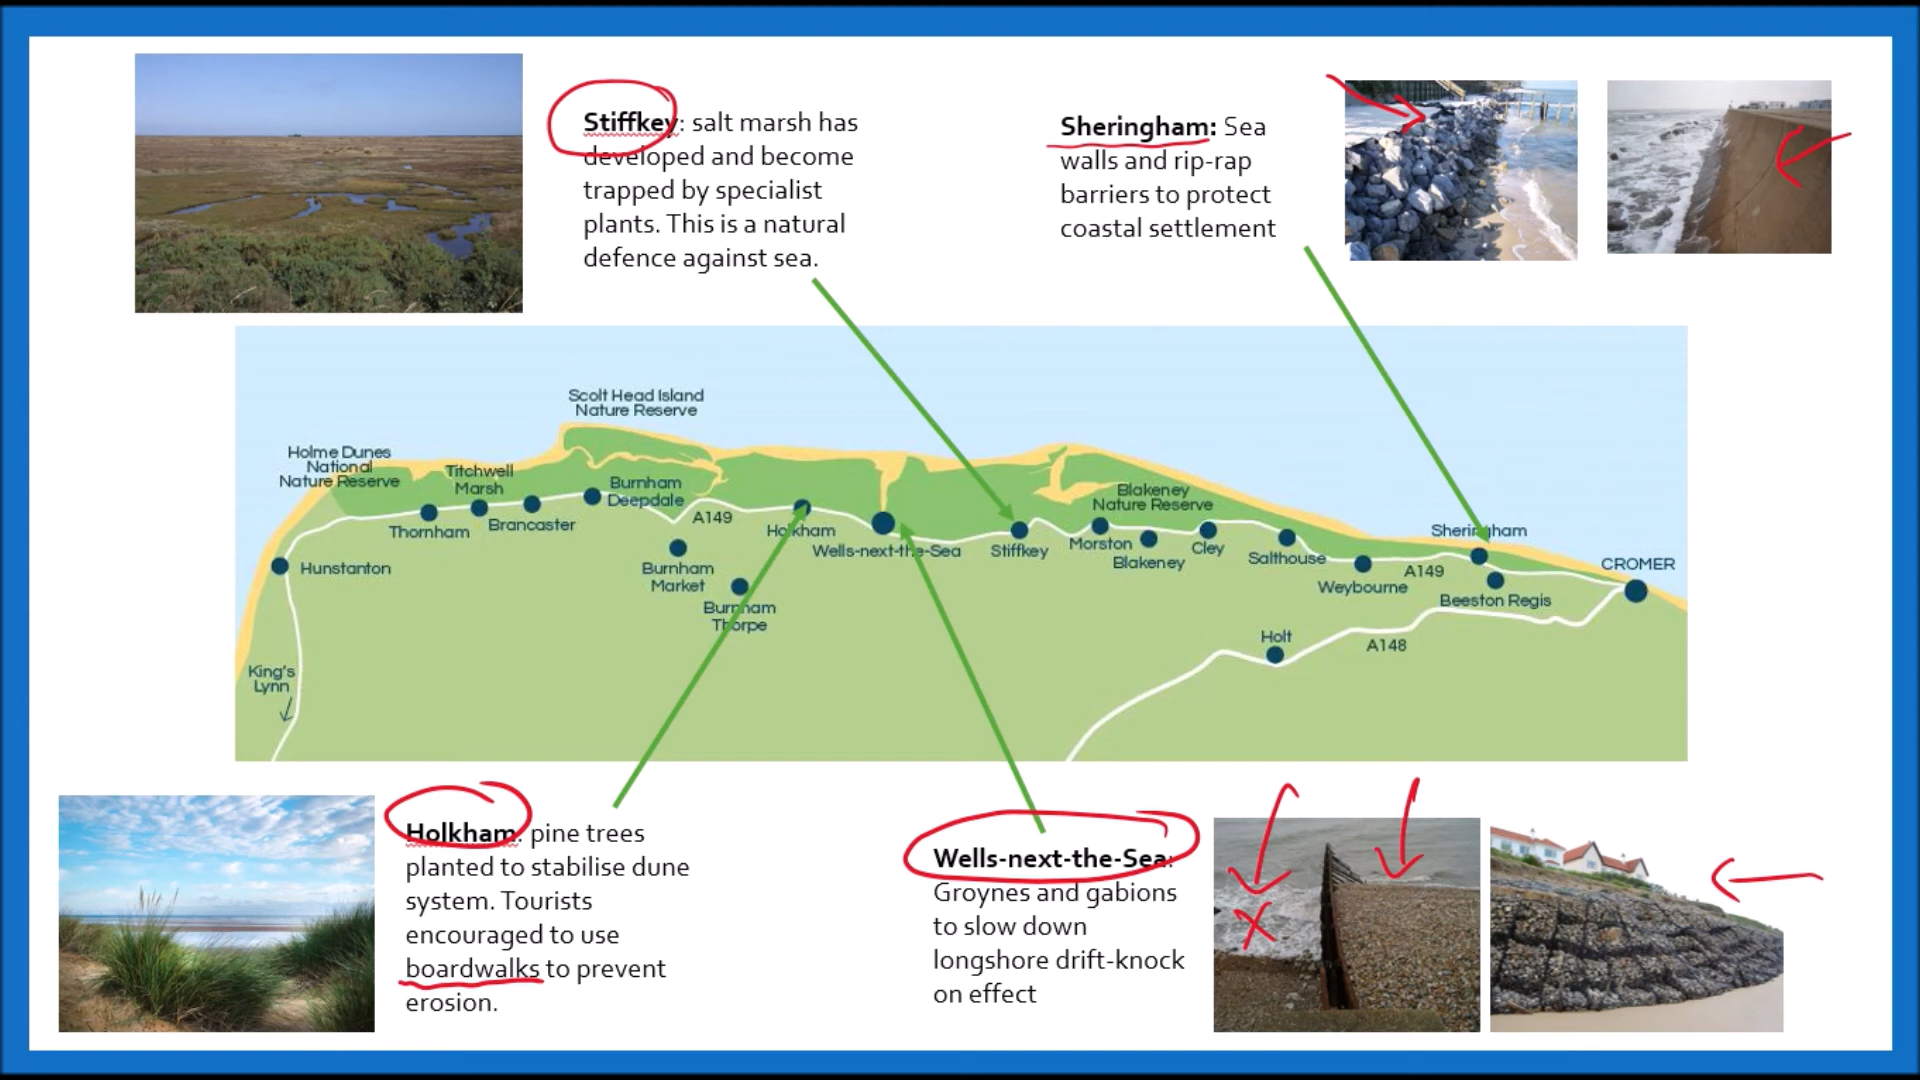 Stiffkey: salt marsh has
developed and become
trapped by specialist
plants. This is a natural
defence against sea.
Sheringham: Sea
walls and rip-rap
barriers to protect
coastal settlement
Scolt Head Island
Nature Reserve
Holme Dunes
National
Nature Reserve
Titchwell
Marsh
Burnham
Deepdale
Thornham
Brancaster
A149
Holkham
Wells-next-the-Sea
Stiffkey
Morston
Blakeney
Blakeney
Nature Reserve
Cley
Salthouse
Weybourne
A149
Sheringham
Beeston Regis
CROMER
Hunstanton
Burnham
Market
Burnham
Thorpe
Holt
A148
King's
Lynn
Holkham: pine trees
planted to stabilise dune
system. Tourists
encouraged to use
boardwalks to prevent
erosion.
Wells-next-the-Sea:
Groynes and gabions
to slow down
longshore drift-knock
on effect